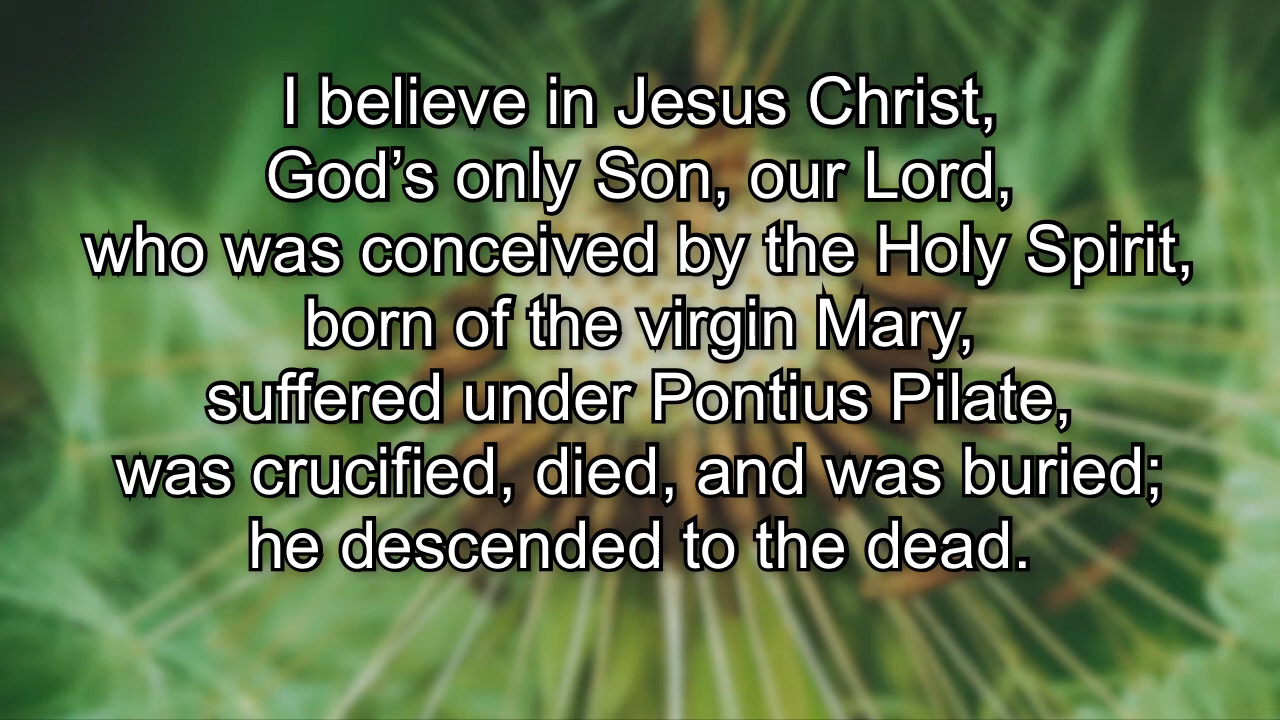 I believe in Jesus Christ,
God’s only Son, our Lord,
who was conceived by the Holy Spirit,
born of the virgin Mary,
suffered under Pontius Pilate,
was crucified, died, and was buried;
he descended to the dead.